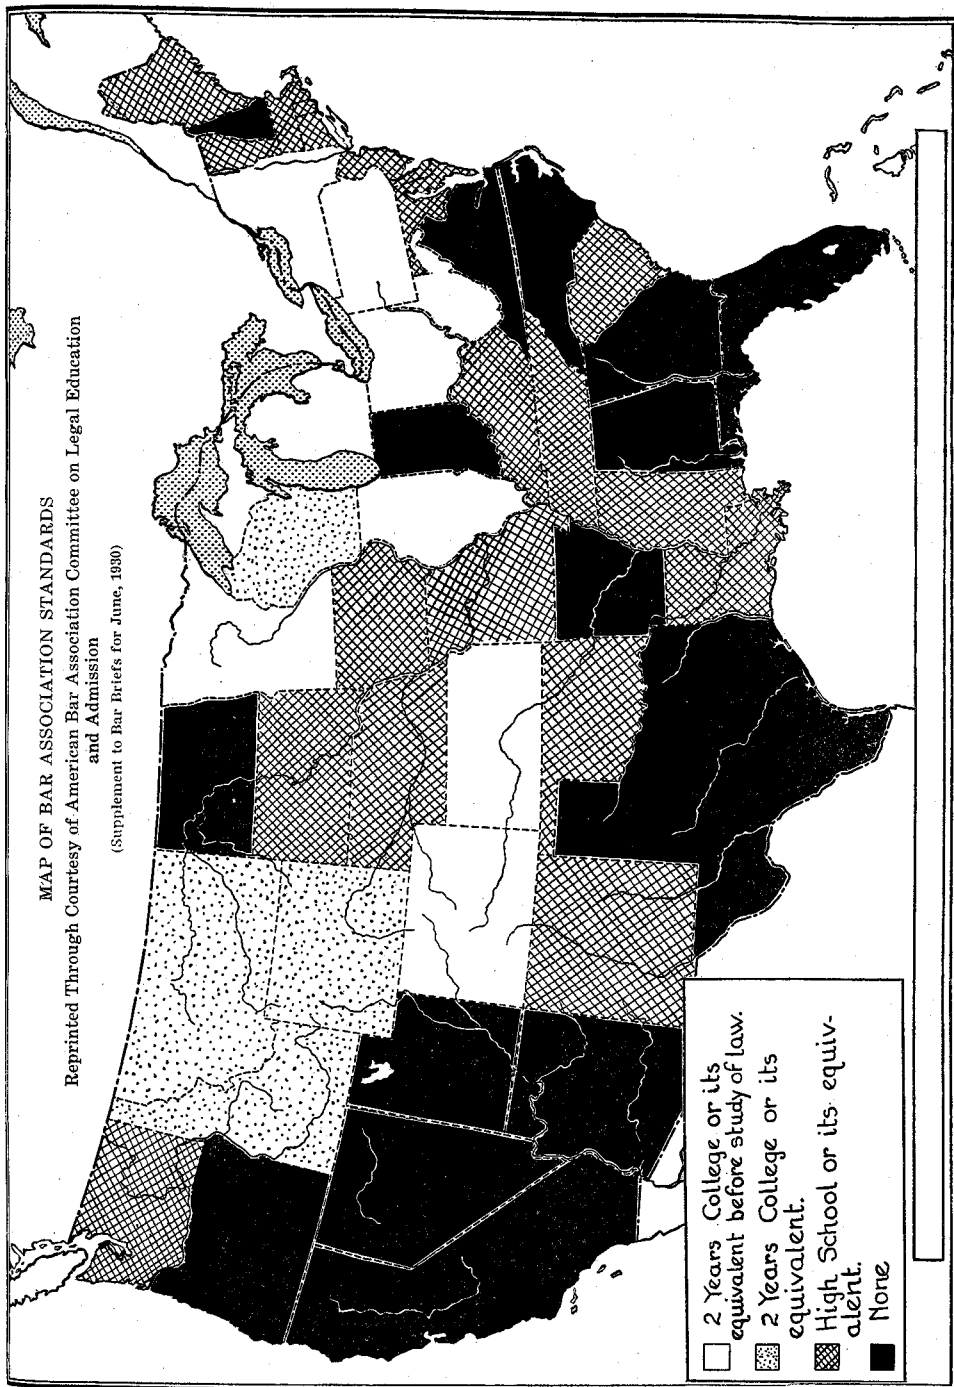 MAP OF BAR ASSOCIATION STANDARDS
Reprinted Through Courtesy of American Bar Association Committee on Legal Education
and Admission
(Supplement to Bar Briefs for June, 1930)
2 Years College or its
equivalent before study of law.
2 Years College or its
equivalent.
High School or its equiv-
alent.
None